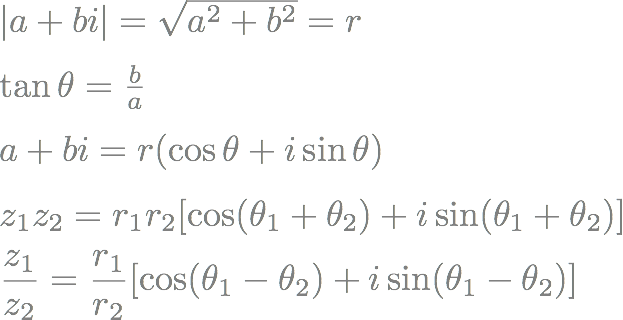 |a + bi| = √(a² + b²) = r
tan θ = b/a
a + bi = r(cos θ + i sin θ)
z₁z₂ = r₁r₂[cos(θ₁ + θ₂) + i sin(θ₁ + θ₂)]
z₁/z₂ = r₁/r₂[cos(θ₁ − θ₂) + i sin(θ₁ − θ₂)]